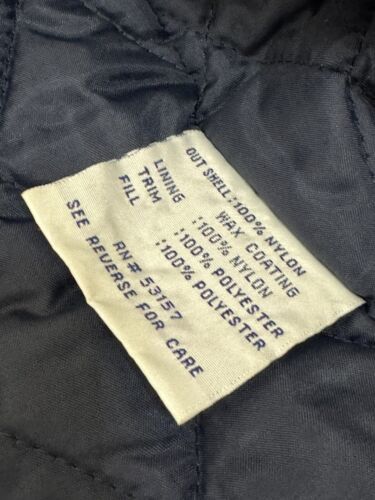 OUT SHELL:100% NYLON
WAX COATING
LINING :100% NYLON
TRIM :100% POLYESTER
FILL :100% POLYESTER
RN# 53157
SEE REVERSE FOR CARE